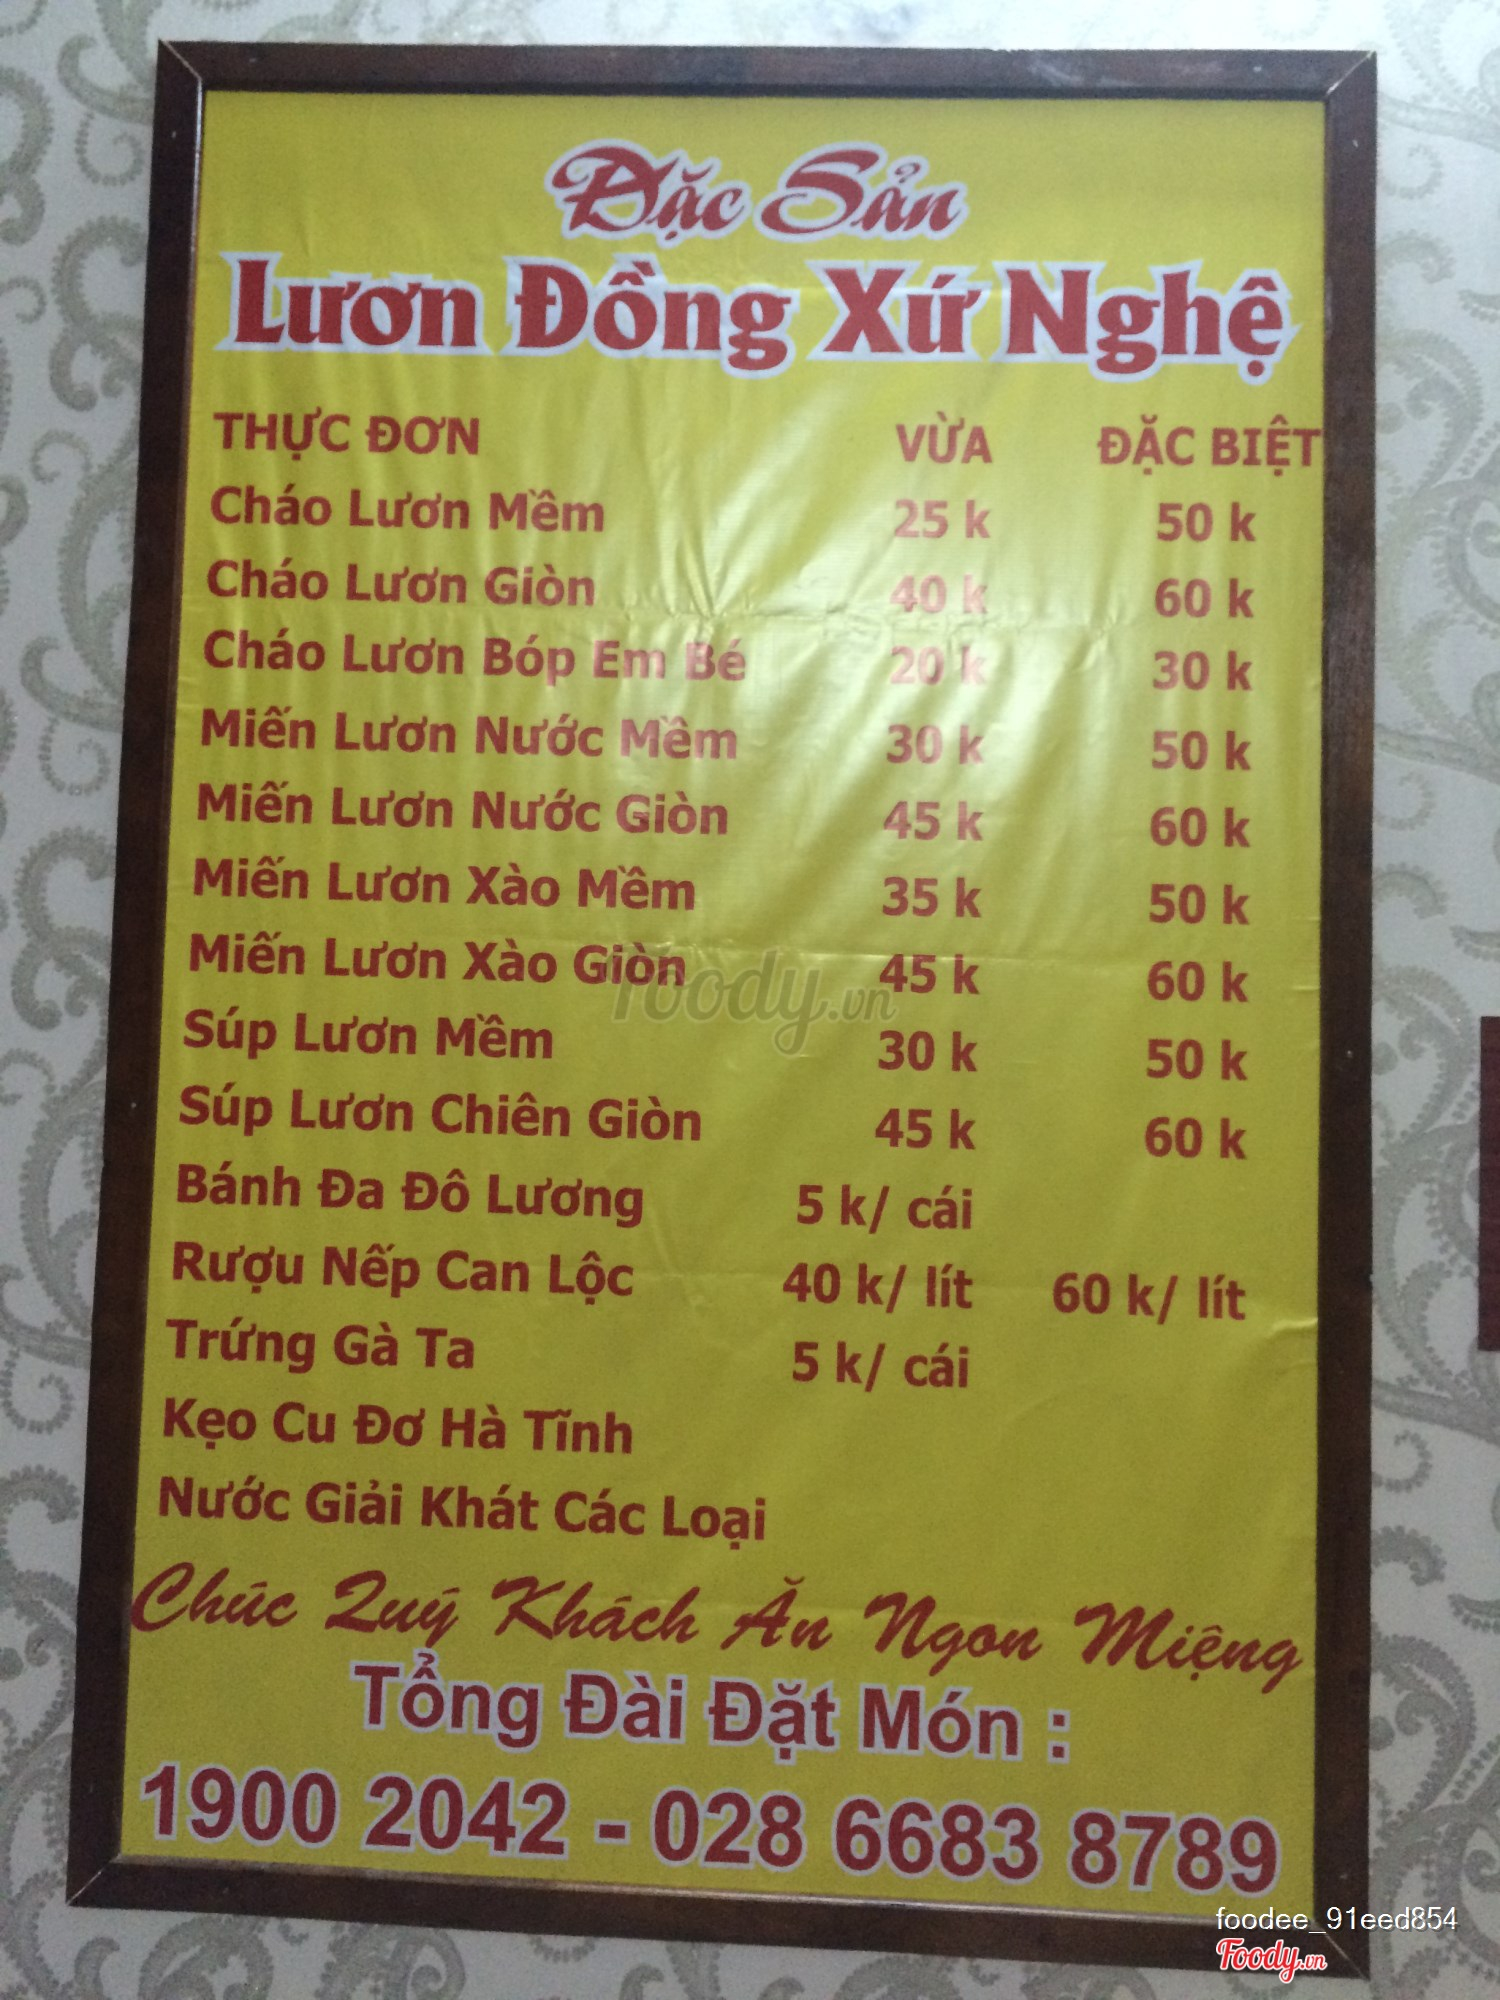 Đặc Sản
Lươn Đồng Xứ Nghệ
THỰC ĐƠN VỪA ĐẶC BIỆT
Cháo Lươn Mềm 25 k 50 k
Cháo Lươn Giòn 40 k 60 k
Cháo Lươn Bóp Em Bé 20 k 30 k
Miến Lươn Nước Mềm 30 k 50 k
Miến Lươn Nước Giòn 45 k 60 k
Miến Lươn Xào Mềm 35 k 50 k
Miến Lươn Xào Giòn 45 k 60 k
foody.vn
Súp Lươn Mềm 30 k 50 k
Súp Lươn Chiên Giòn 45 k 60 k
Bánh Đa Đô Lương 5 k/ cái
Rượu Nếp Can Lộc 40 k/ lít 60 k/ lít
Trứng Gà Ta 5 k/ cái
Kẹo Cu Đơ Hà Tĩnh
Nước Giải Khát Các Loại
Chúc Quý Khách Ăn Ngon Miệng
Tổng Đài Đặt Món :
1900 2042 - 028 6683 8789
foodee_91eed854
Foody.vn